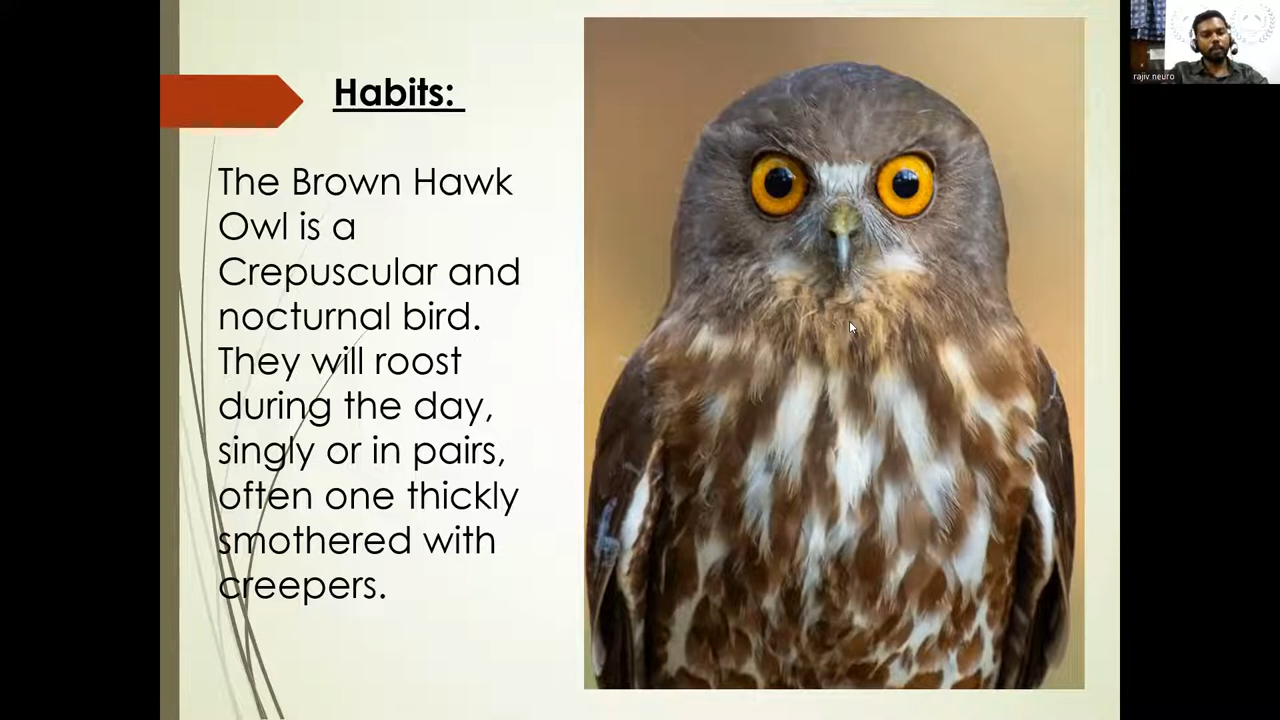 Habits:
The Brown Hawk
Owl is a
Crepuscular and
nocturnal bird.
They will roost
during the day,
singly or in pairs,
often one thickly
smothered with
creepers.
rajiv neuro